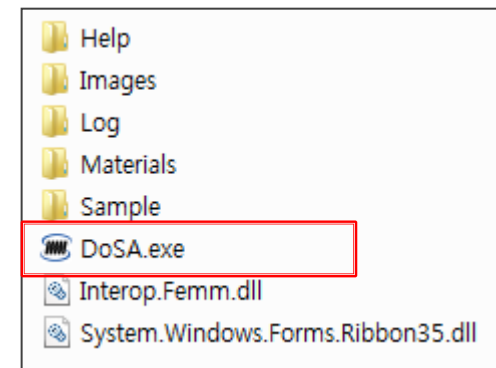 Help
Images
Log
Materials
Sample
DoSA.exe
Interop.Femm.dll
System.Windows.Forms.Ribbon35.dll